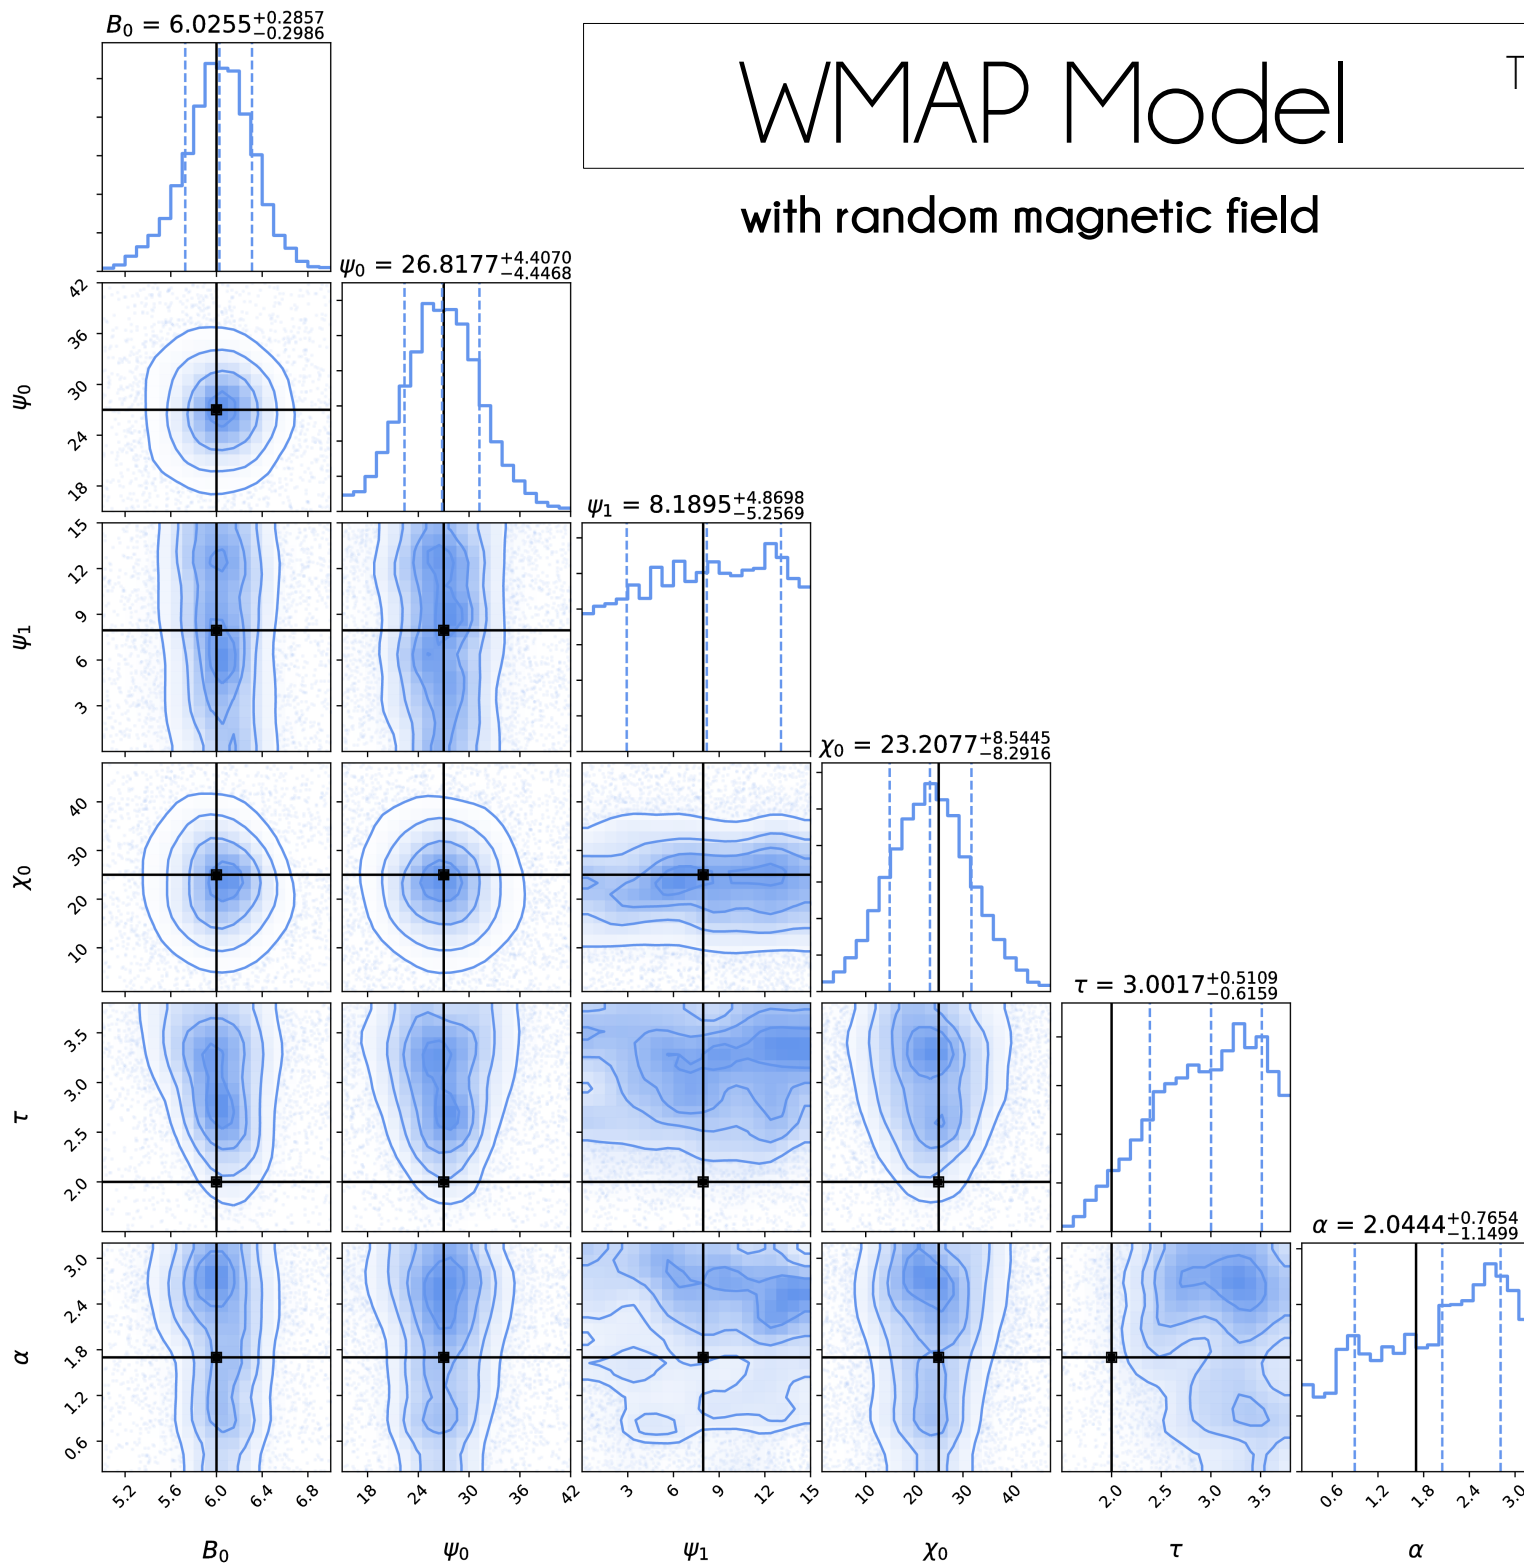 B₀ = 6.0255+0.2857 −0.2986
WMAP Model
T
with random magnetic field
ψ₀ = 26.8177+4.4070 −4.4468
42
36
30
24
18
ψ₀
ψ₁ = 8.1895+4.8698 −5.2569
15
12
9
6
3
ψ₁
χ₀ = 23.2077+8.5445 −8.2916
40
30
20
10
χ₀
τ = 3.0017+0.5109 −0.6159
3.5
3.0
2.5
2.0
τ
α = 2.0444+0.7654 −1.1499
3.0
2.4
1.8
1.2
0.6
α
5.2 5.6 6.0 6.4 6.8 18 24 30 36 42 3 6 9 12 15 10 20 30 40 2.0 2.5 3.0 3.5 0.6 1.2 1.8 2.4 3.0
B₀ ψ₀ ψ₁ χ₀ τ α